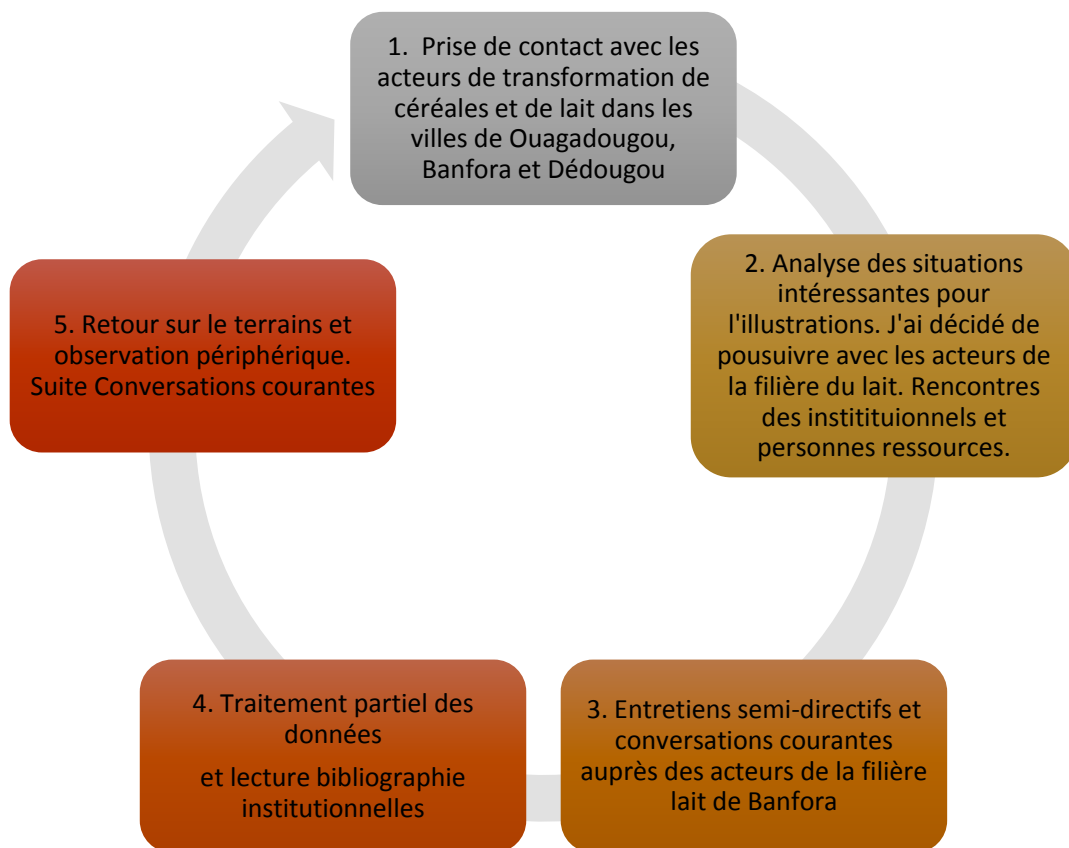 1. Prise de contact avec les
acteurs de transformation de
céréales et de lait dans les
villes de Ouagadougou,
Banfora et Dédougou
2. Analyse des situations
intéressantes pour
l'illustrations. J'ai décidé de
pousuivre avec les acteurs de
la filière du lait. Rencontres
des institituionnels et
personnes ressources.
3. Entretiens semi-directifs et
conversations courantes
auprès des acteurs de la filière
lait de Banfora
4. Traitement partiel des
données
et lecture bibliographie
institutionnelles
5. Retour sur le terrains et
observation périphérique.
Suite Conversations courantes